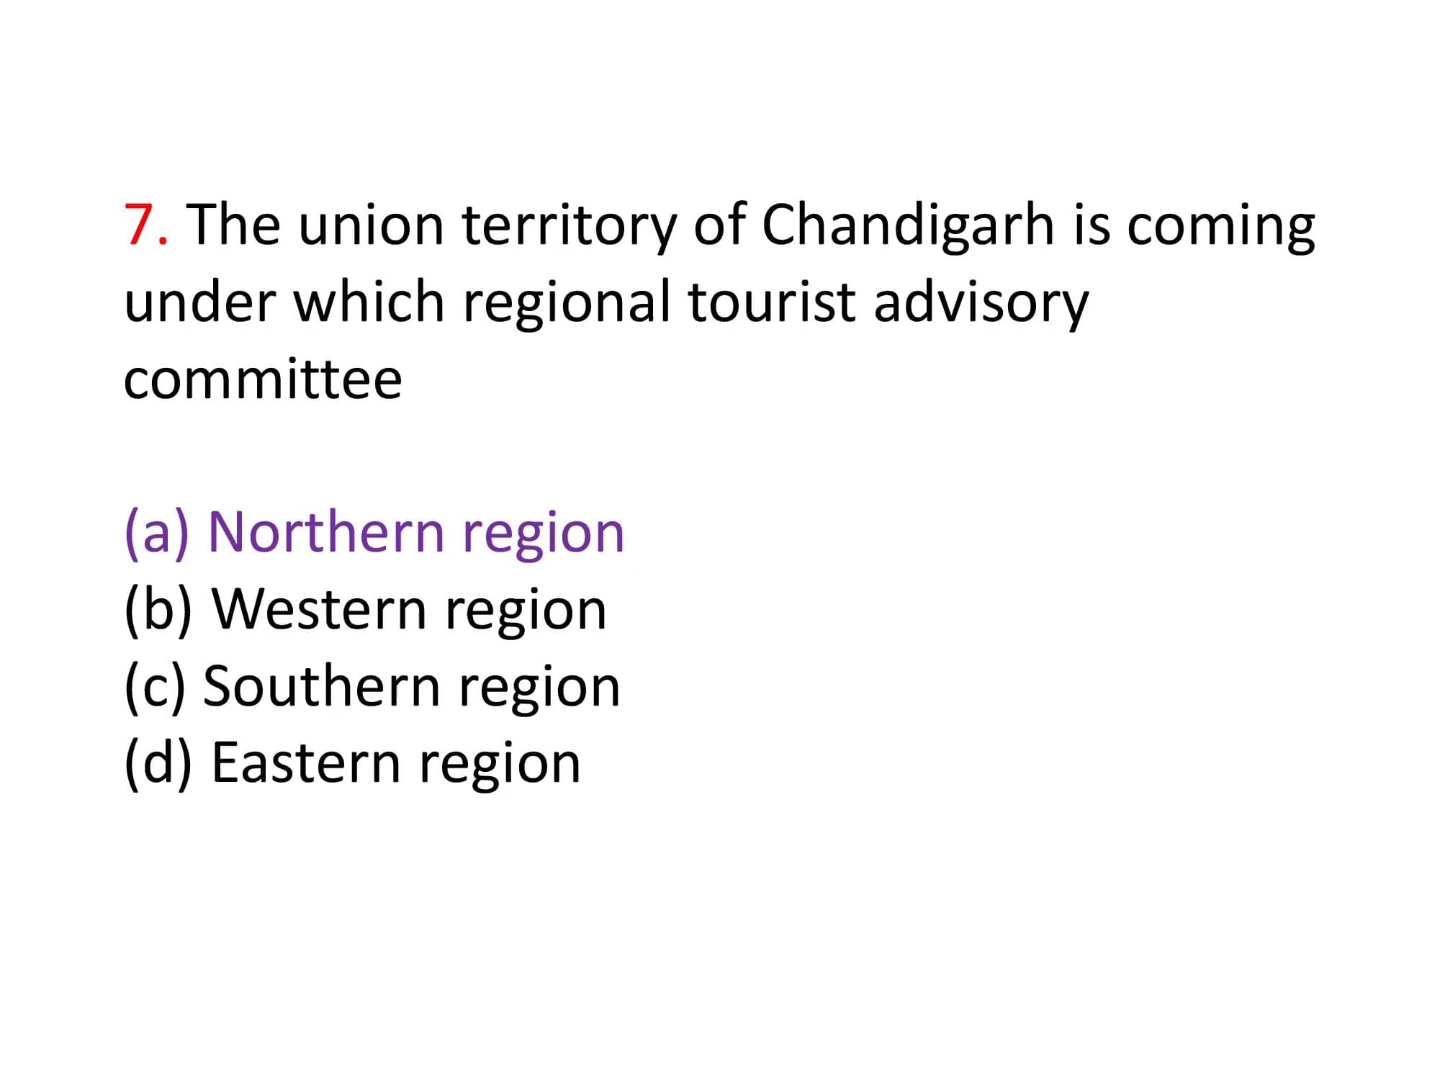 7. The union territory of Chandigarh is coming
under which regional tourist advisory
committee
(a) Northern region
(b) Western region
(c) Southern region
(d) Eastern region